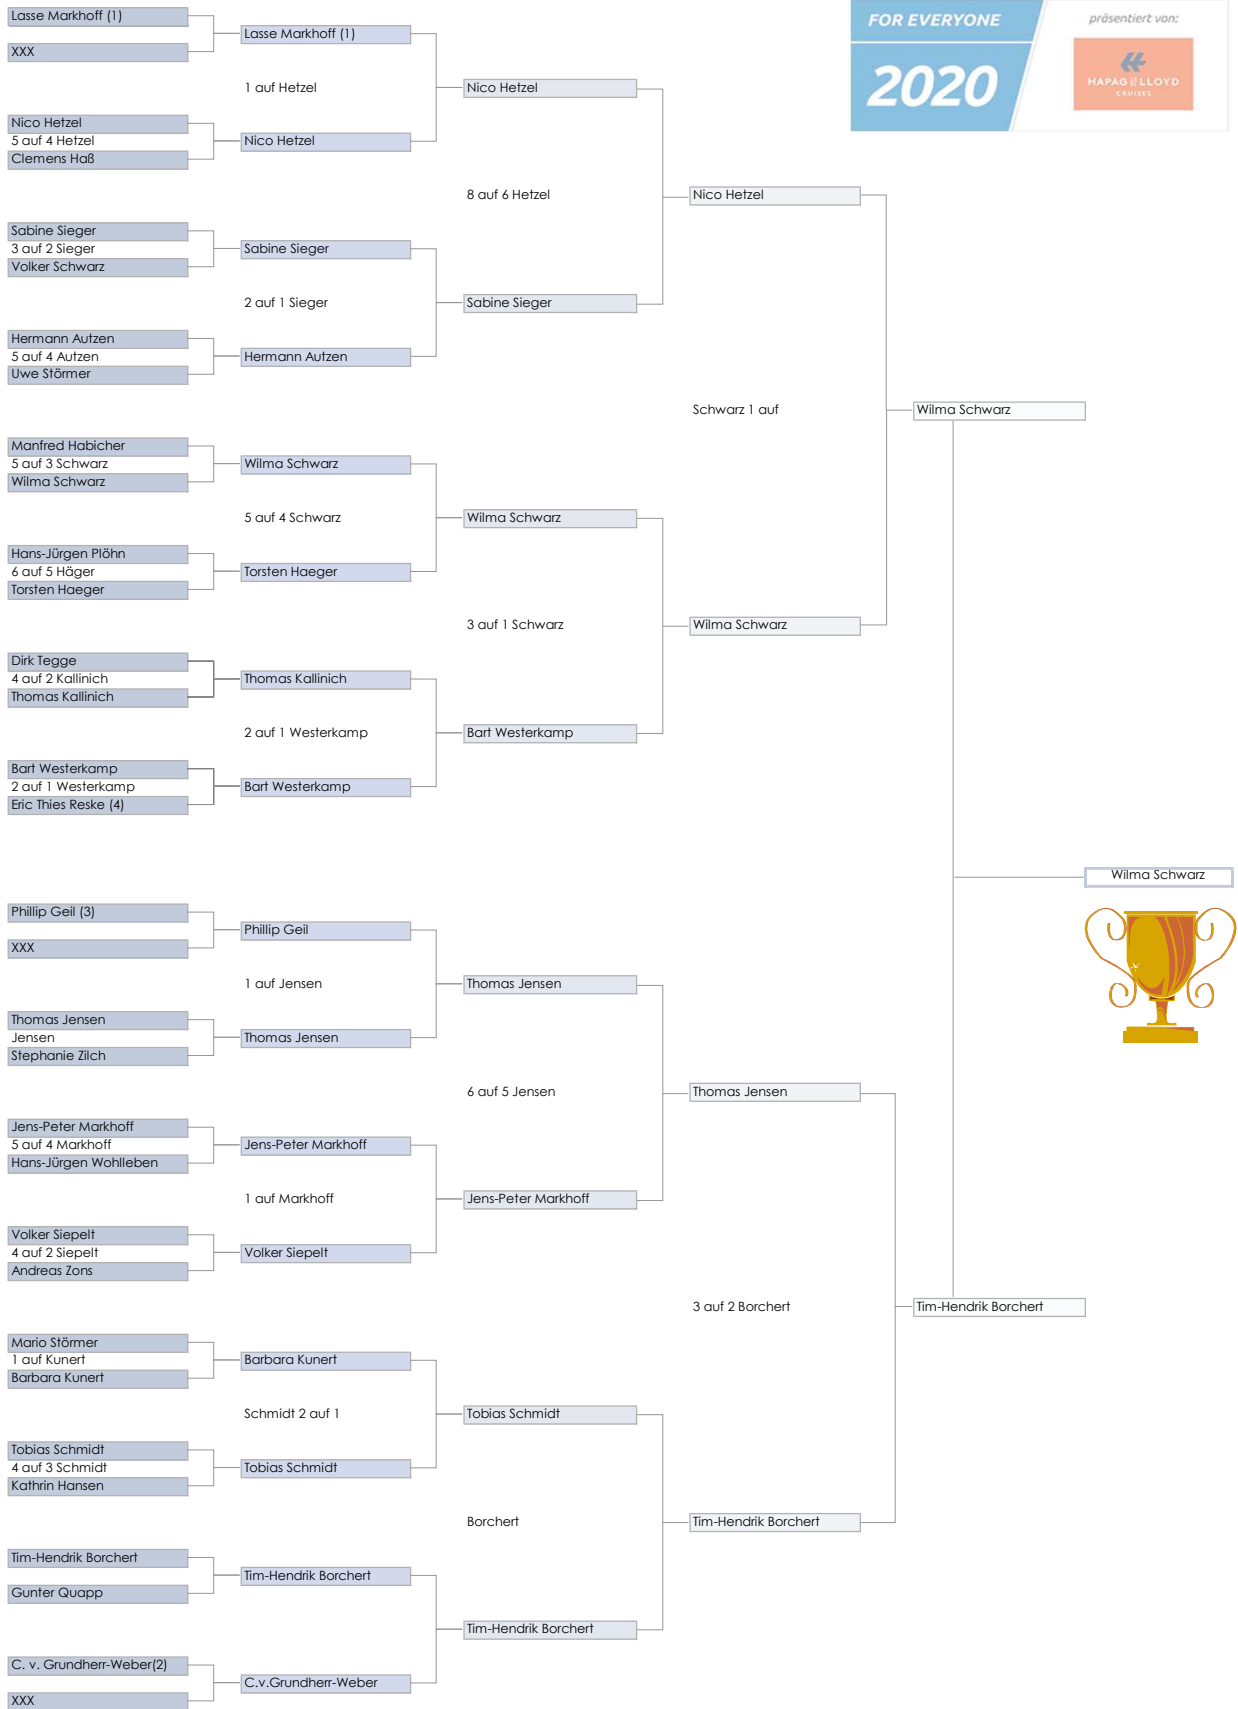 FOR EVERYONE
2020
präsentiert von:
HAPAG LLOYD
CRUISES
Lasse Markhoff (1)
XXX
Lasse Markhoff (1)
1 auf Hetzel
Nico Hetzel
Nico Hetzel
5 auf 4 Hetzel
Clemens Haß
Nico Hetzel
8 auf 6 Hetzel
Nico Hetzel
Sabine Sieger
3 auf 2 Sieger
Volker Schwarz
Sabine Sieger
2 auf 1 Sieger
Sabine Sieger
Hermann Autzen
5 auf 4 Autzen
Uwe Störmer
Hermann Autzen
Schwarz 1 auf
Wilma Schwarz
Manfred Habicher
5 auf 3 Schwarz
Wilma Schwarz
Wilma Schwarz
5 auf 4 Schwarz
Wilma Schwarz
Hans-Jürgen Plöhn
6 auf 5 Häger
Torsten Haeger
Torsten Haeger
3 auf 1 Schwarz
Wilma Schwarz
Dirk Tegge
4 auf 2 Kallinich
Thomas Kallinich
Thomas Kallinich
2 auf 1 Westerkamp
Bart Westerkamp
Bart Westerkamp
2 auf 1 Westerkamp
Eric Thies Reske (4)
Bart Westerkamp
Wilma Schwarz
Phillip Geil (3)
XXX
Phillip Geil
1 auf Jensen
Thomas Jensen
Thomas Jensen
Jensen
Stephanie Zilch
Thomas Jensen
6 auf 5 Jensen
Thomas Jensen
Jens-Peter Markhoff
5 auf 4 Markhoff
Hans-Jürgen Wohlleben
Jens-Peter Markhoff
1 auf Markhoff
Jens-Peter Markhoff
Volker Siepelt
4 auf 2 Siepelt
Andreas Zons
Volker Siepelt
3 auf 2 Borchert
Tim-Hendrik Borchert
Mario Störmer
1 auf Kunert
Barbara Kunert
Barbara Kunert
Schmidt 2 auf 1
Tobias Schmidt
Tobias Schmidt
4 auf 3 Schmidt
Kathrin Hansen
Tobias Schmidt
Borchert
Tim-Hendrik Borchert
Tim-Hendrik Borchert
Gunter Quapp
Tim-Hendrik Borchert
Tim-Hendrik Borchert
C. v. Grundherr-Weber(2)
XXX
C.v.Grundherr-Weber